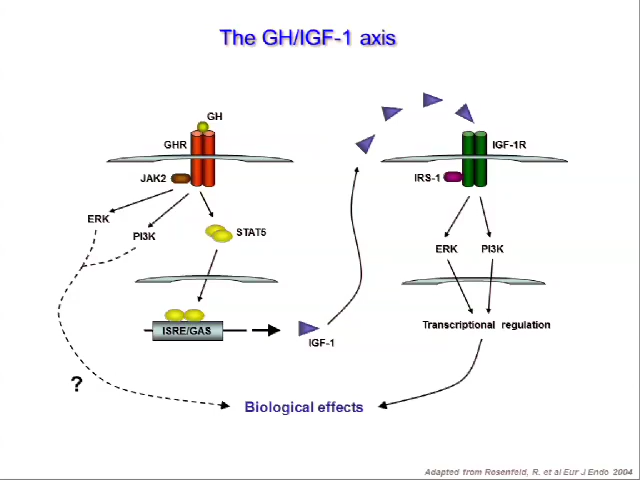 The GH/IGF-1 axis
GH
GHR
JAK2
ERK
PI3K
STAT5
ISRE/GAS
IGF-1
IGF-1R
IRS-1
ERK
PI3K
Transcriptional regulation
?
Biological effects
Adapted from Rosenfeld, R. et al Eur J Endo 2004